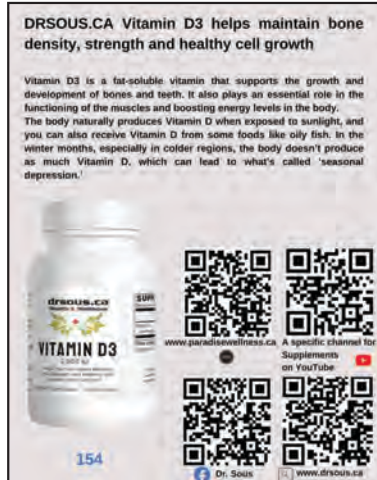 DRSOUS.CA Vitamin D3 helps maintain bone
density, strength and healthy cell growth
Vitamin D3 is a fat-soluble vitamin that supports the growth and
development of bones and teeth. It also plays an essential role in the
functioning of the muscles and boosting energy levels in the body.
The body naturally produces Vitamin D when exposed to sunlight, and
you can also receive Vitamin D from some foods like oily fish. In the
winter months, especially in colder regions, the body doesn't produce
as much Vitamin D, which can lead to what's called 'seasonal
depression.'
drsous.ca
VITAMIN D3
SUPP
www.paradisewellness.ca
A specific channel for
Supplements
on YouTube
154
Dr. Sous
www.drsous.ca